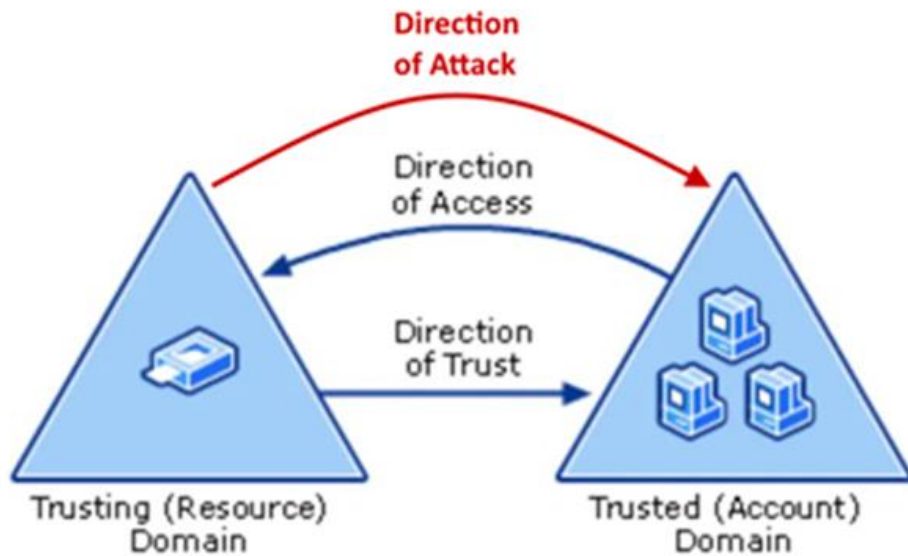 Direction
of Attack
Direction
of Access
Direction
of Trust
Trusting (Resource)
Domain
Trusted (Account)
Domain